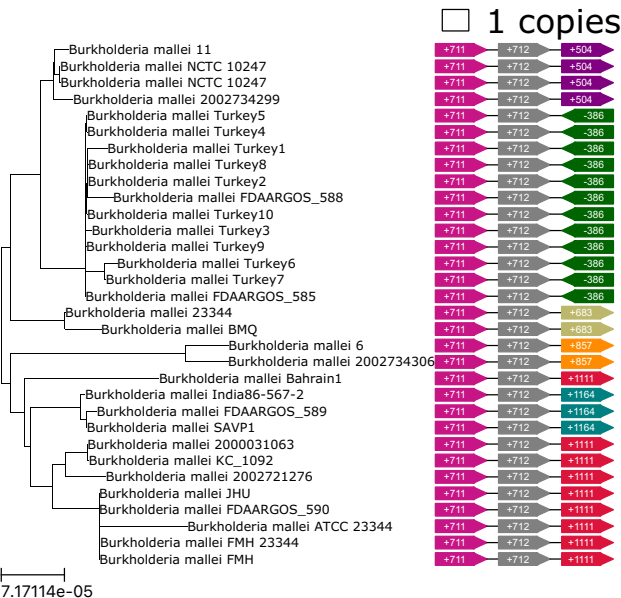 1 copies
Burkholderia mallei 11 +711 +712 +504
Burkholderia mallei NCTC 10247 +711 +712 +504
Burkholderia mallei NCTC 10247 +711 +712 +504
Burkholderia mallei 2002734299 +711 +712 +504
Burkholderia mallei Turkey5 +711 +712 -386
Burkholderia mallei Turkey4 +711 +712 -386
Burkholderia mallei Turkey1 +711 +712 -386
Burkholderia mallei Turkey8 +711 +712 -386
Burkholderia mallei Turkey2 +711 +712 -386
Burkholderia mallei FDAARGOS_588 +711 +712 -386
Burkholderia mallei Turkey10 +711 +712 -386
Burkholderia mallei Turkey3 +711 +712 -386
Burkholderia mallei Turkey9 +711 +712 -386
Burkholderia mallei Turkey6 +711 +712 -386
Burkholderia mallei Turkey7 +711 +712 -386
Burkholderia mallei FDAARGOS_585 +711 +712 -386
Burkholderia mallei 23344 +711 +712 +683
Burkholderia mallei BMQ +711 +712 +683
Burkholderia mallei 6 +711 +712 +857
Burkholderia mallei 2002734306 +711 +712 +857
Burkholderia mallei Bahrain1 +711 +712 +1111
Burkholderia mallei India86-567-2 +711 +712 +1164
Burkholderia mallei FDAARGOS_589 +711 +712 +1164
Burkholderia mallei SAVP1 +711 +712 +1164
Burkholderia mallei 2000031063 +711 +712 +1111
Burkholderia mallei KC_1092 +711 +712 +1111
Burkholderia mallei 2002721276 +711 +712 +1111
Burkholderia mallei JHU +711 +712 +1111
Burkholderia mallei FDAARGOS_590 +711 +712 +1111
Burkholderia mallei ATCC 23344 +711 +712 +1111
Burkholderia mallei FMH 23344 +711 +712 +1111
Burkholderia mallei FMH +711 +712 +1111
7.17114e-05